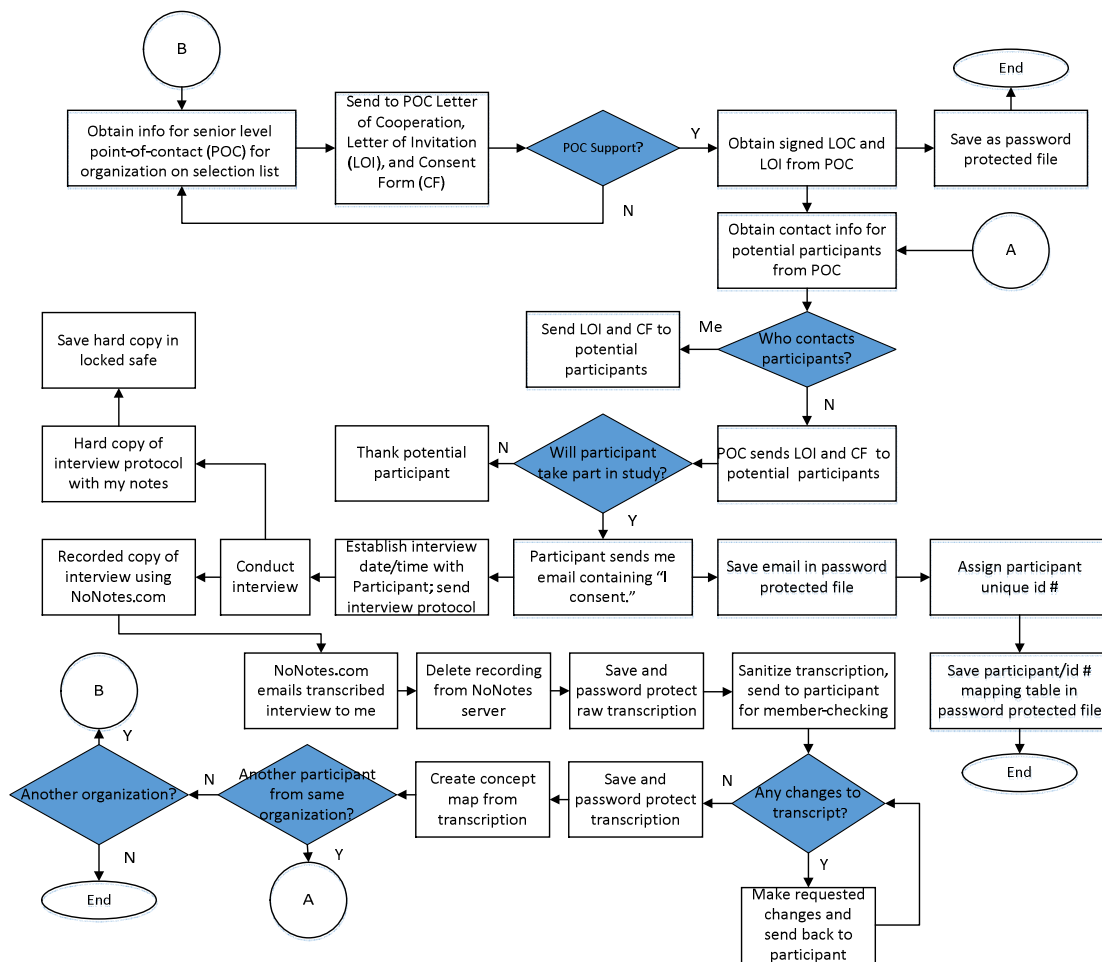 B
End
Obtain info for senior level
point-of-contact (POC) for
organization on selection list
Send to POC Letter
of Cooperation,
Letter of Invitation
(LOI), and Consent
Form (CF)
POC Support?
Y
N
Obtain signed LOC and
LOI from POC
Save as password
protected file
Obtain contact info for
potential participants
from POC
A
Who contacts
participants?
Me
N
Send LOI and CF to
potential
participants
Save hard copy in
locked safe
Hard copy of
interview protocol
with my notes
Thank potential
participant
N
Will participant
take part in study?
Y
POC sends LOI and CF to
potential participants
Recorded copy of
interview using
NoNotes.com
Conduct
interview
Establish interview
date/time with
Participant; send
interview protocol
Participant sends me
email containing “I
consent.”
Save email in password
protected file
Assign participant
unique id #
NoNotes.com
emails transcribed
interview to me
Delete recording
from NoNotes
server
Save and
password protect
raw transcription
Sanitize transcription,
send to participant
for member-checking
Save participant/id #
mapping table in
password protected file
End
B
Y
Another organization?
N
End
N
Another participant
from same
organization?
Y
A
Create concept
map from
transcription
Save and
password protect
transcription
N
Any changes to
transcript?
Y
Make requested
changes and
send back to
participant